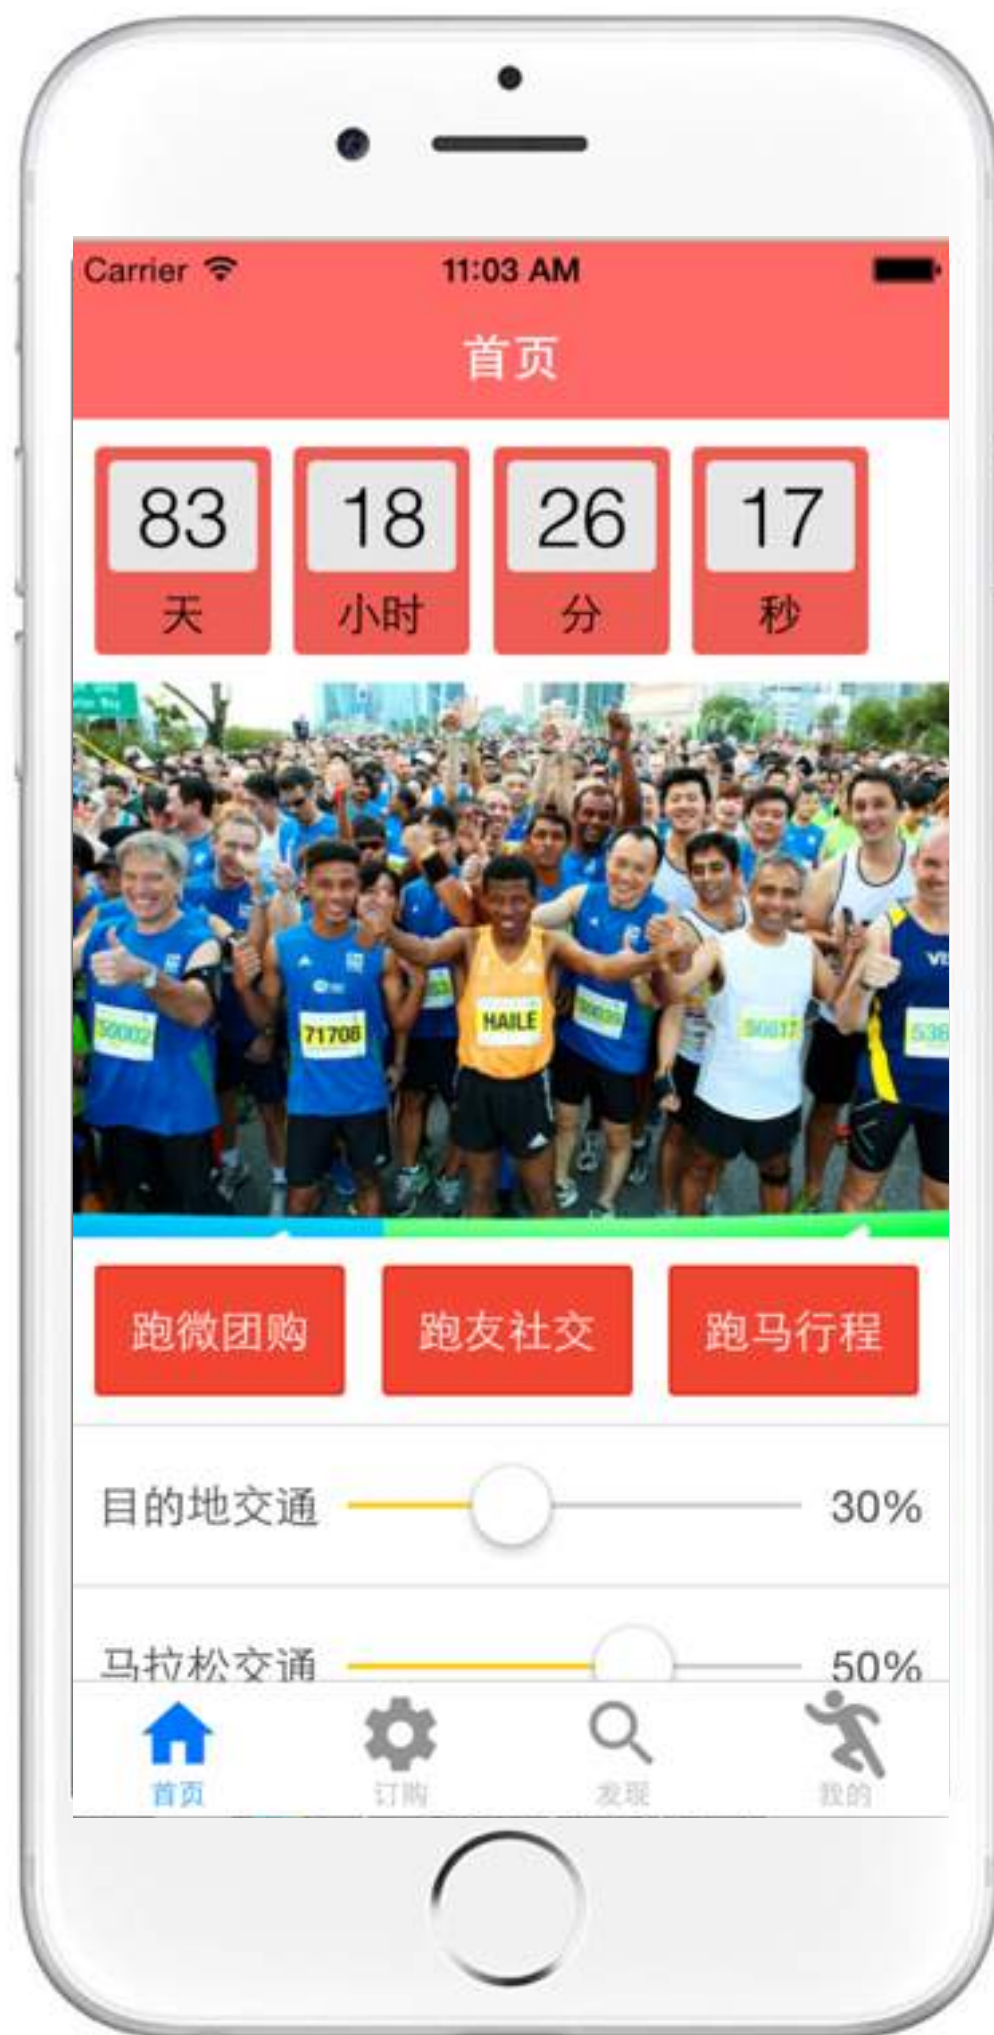 Carrier 11:03 AM
首页
83 18 26 17
天 小时 分 秒
71708
HAILE
跑微团购 跑友社交 跑马行程
目的地交通 30%
马拉松交通 50%
首页 订购 发现 我的